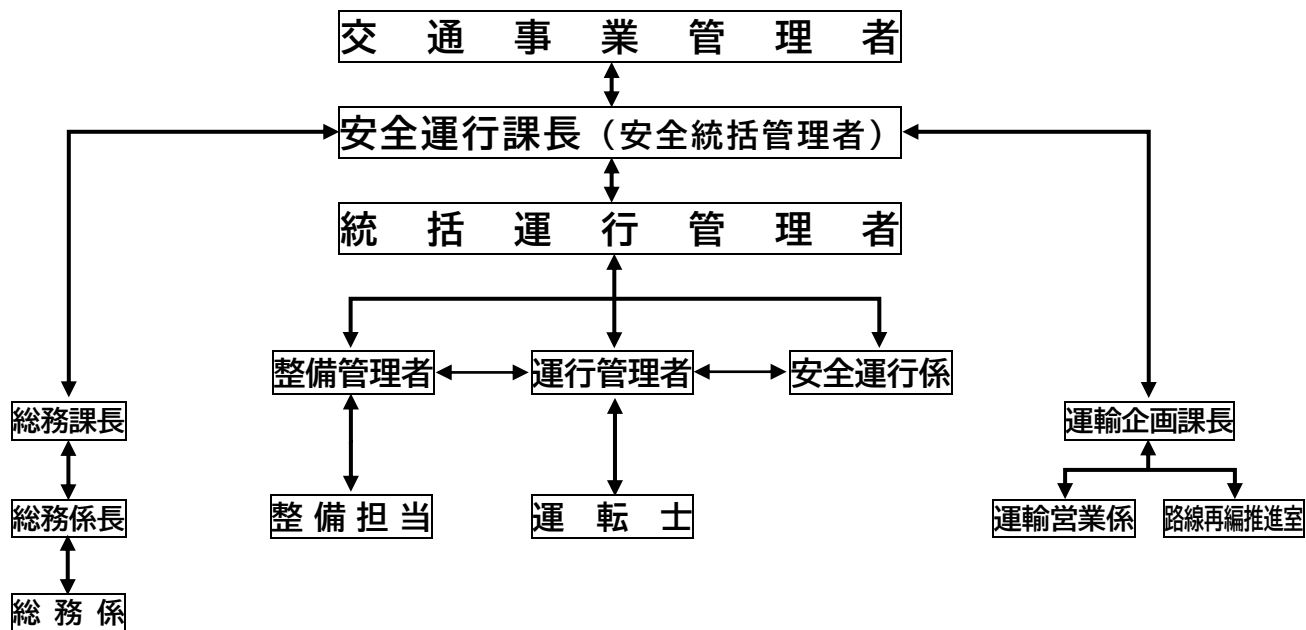 交通事業管理者
安全運行課長（安全統括管理者）
統括運行管理者
整備管理者
運行管理者
安全運行係
総務課長
運輸企画課長
整備担当
運転士
総務係長
運輸営業係
路線再編推進室
総務係